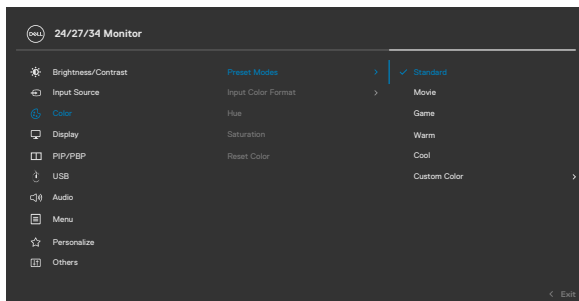 DELL 24/27/34 Monitor
Brightness/Contrast Preset Modes > ✓ Standard
Input Source Input Color Format > Movie
Color Hue Game
Display Saturation Warm
PIP/PBP Reset Color Cool
USB Custom Color >
Audio
Menu
Personalize
Others
< Exit